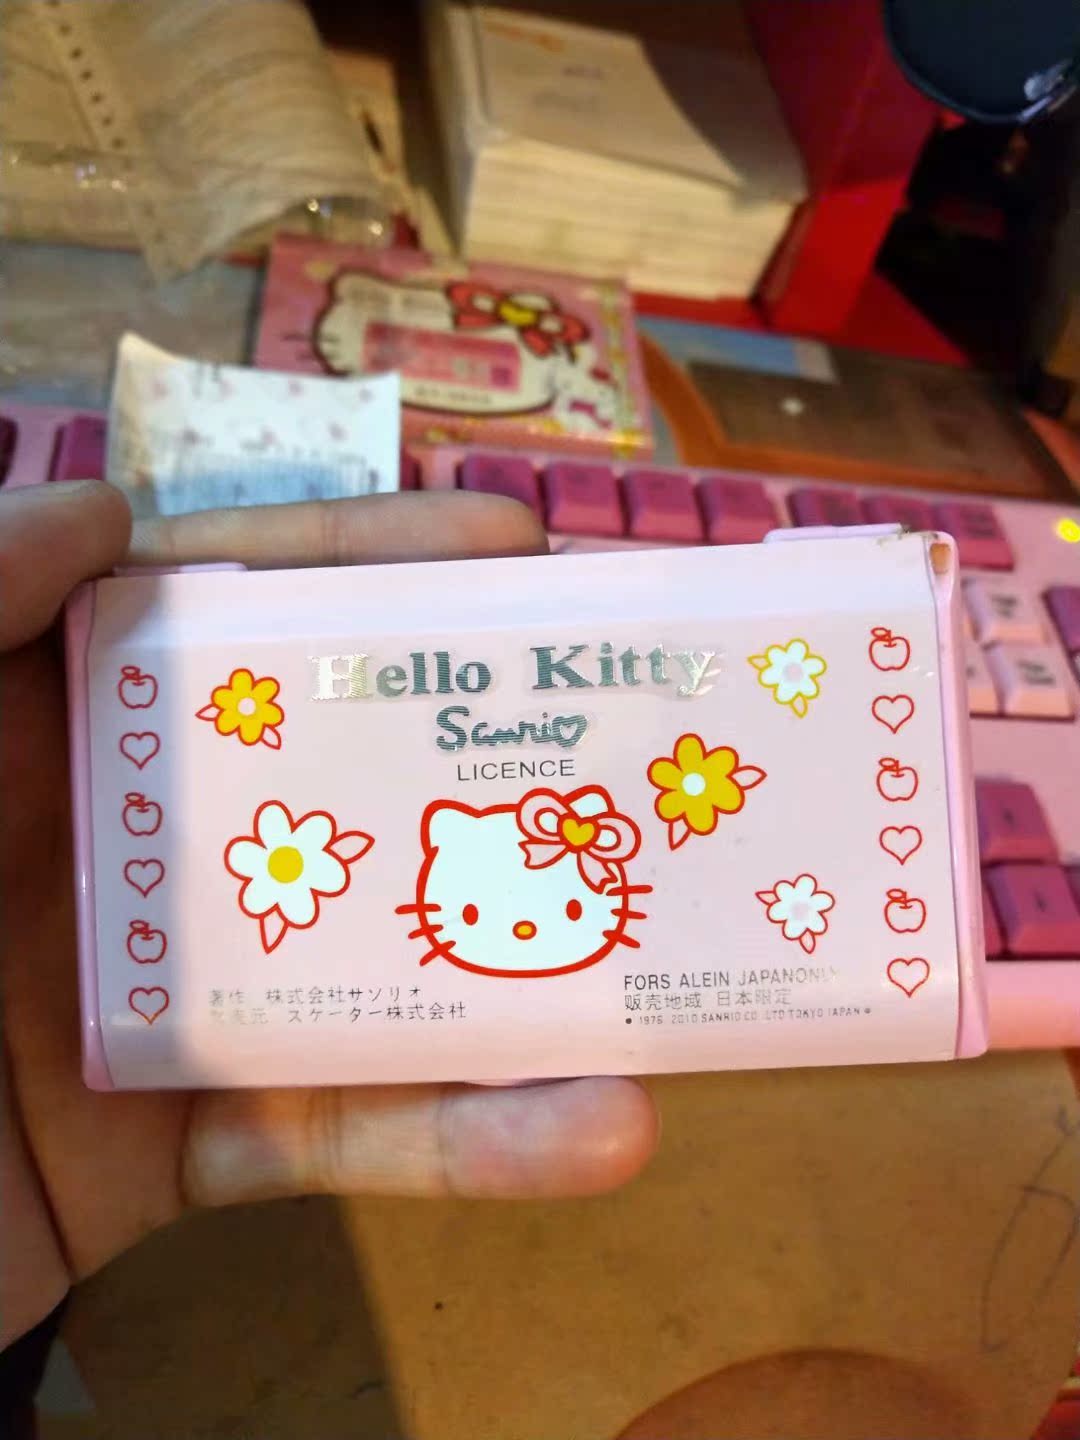 Hello Kitty
Sanrio
LICENCE
著作 株式会社サソリオ
スケーター株式会社
FORS ALEIN JAPANONLY
販売地域 日本限定
1976 2010 SANRIO CO.,LTD TOKYO JAPAN